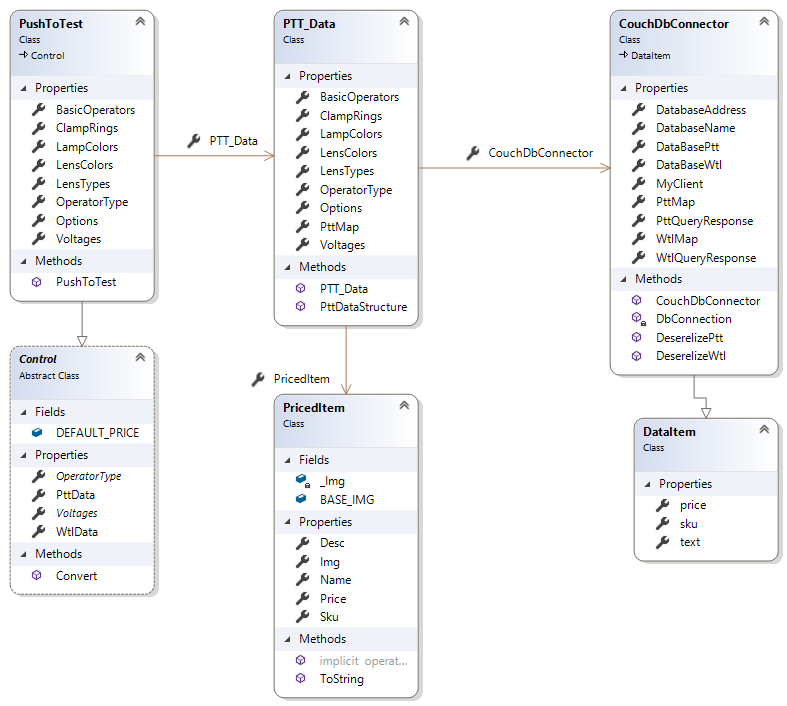 PushToTest
Class
Control
Properties
BasicOperators
ClampRings
LampColors
LensColors
LensTypes
OperatorType
Options
Voltages
Methods
PushToTest
PTT_Data
Control
Abstract Class
Fields
DEFAULT_PRICE
Properties
OperatorType
PttData
Voltages
WtlData
Methods
Convert
PTT_Data
Class
Properties
BasicOperators
ClampRings
LampColors
LensColors
LensTypes
OperatorType
Options
PttMap
Voltages
Methods
PTT_Data
PttDataStructure
CouchDbConnector
PricedItem
PricedItem
Class
Fields
_Img
BASE_IMG
Properties
Desc
Img
Name
Price
Sku
Methods
implicit operat...
ToString
CouchDbConnector
Class
DataItem
Properties
DatabaseAddress
DatabaseName
DataBasePtt
DataBaseWtl
MyClient
PttMap
PttQueryResponse
WtlMap
WtlQueryResponse
Methods
CouchDbConnector
DbConnection
DeserelizePtt
DeserelizeWtl
DataItem
Class
Properties
price
sku
text